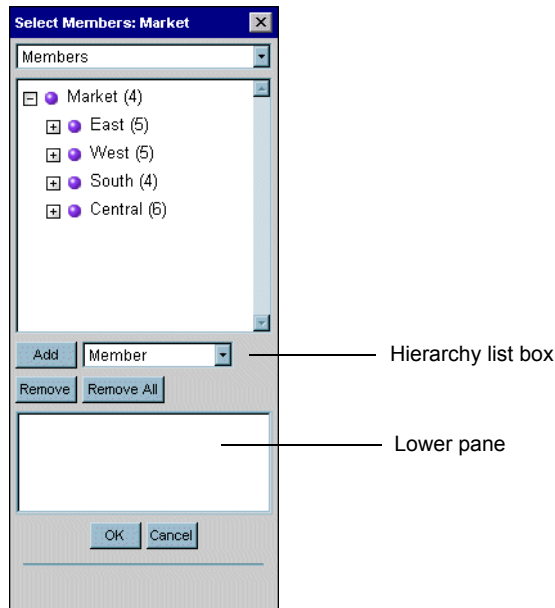 Select Members: Market
Members
Market (4)
East (5)
West (5)
South (4)
Central (6)
Add Member
Hierarchy list box
Remove Remove All
Lower pane
OK Cancel